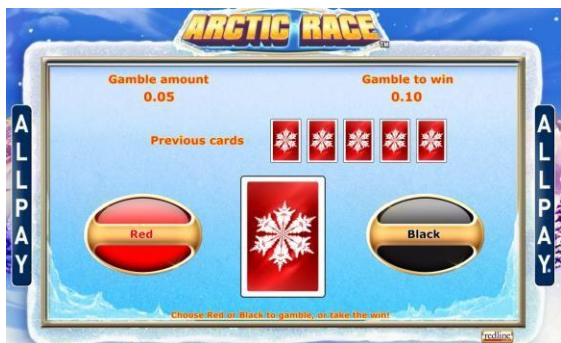 ARCTIC RACE™
Gamble amount
0.05
Gamble to win
0.10
Previous cards
ALLPAY
Red
Black
ALLPAY.
Choose Red or Black to gamble, or take the win!
redline